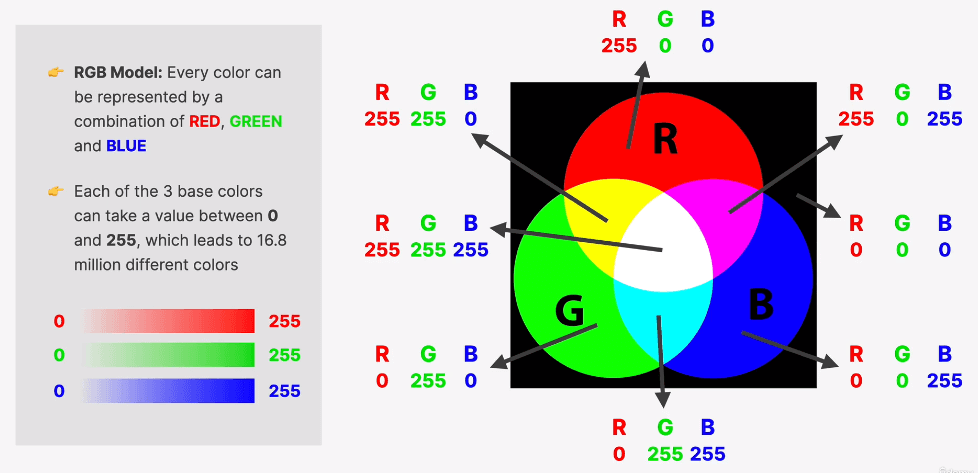 RGB Model: Every color can
be represented by a
combination of RED, GREEN
and BLUE
Each of the 3 base colors
can take a value between 0
and 255, which leads to 16.8
million different colors
0 255
0 255
0 255
R G B
255 0 0
R G B
255 255 0
R G B
255 0 255
R
R G B
255 255 255
R G B
0 0 0
G
B
R G B
0 255 0
R G B
0 0 255
R G B
0 255 255